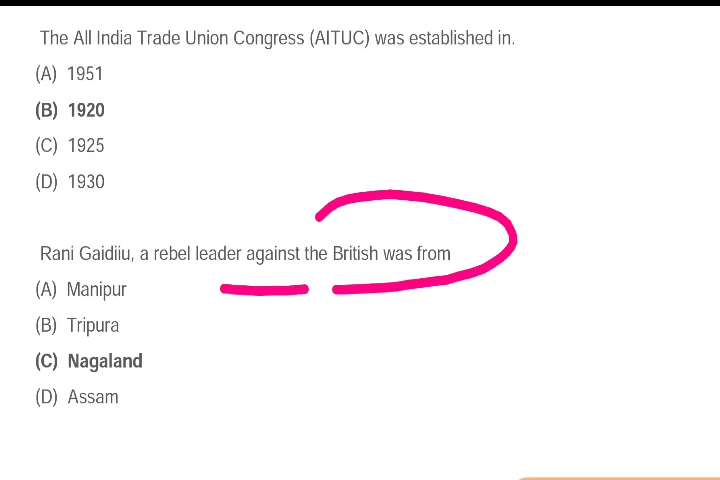 The All India Trade Union Congress (AITUC) was established in.
(A) 1951
(B) 1920
(C) 1925
(D) 1930
Rani Gaidiiu, a rebel leader against the British was from
(A) Manipur
(B) Tripura
(C) Nagaland
(D) Assam